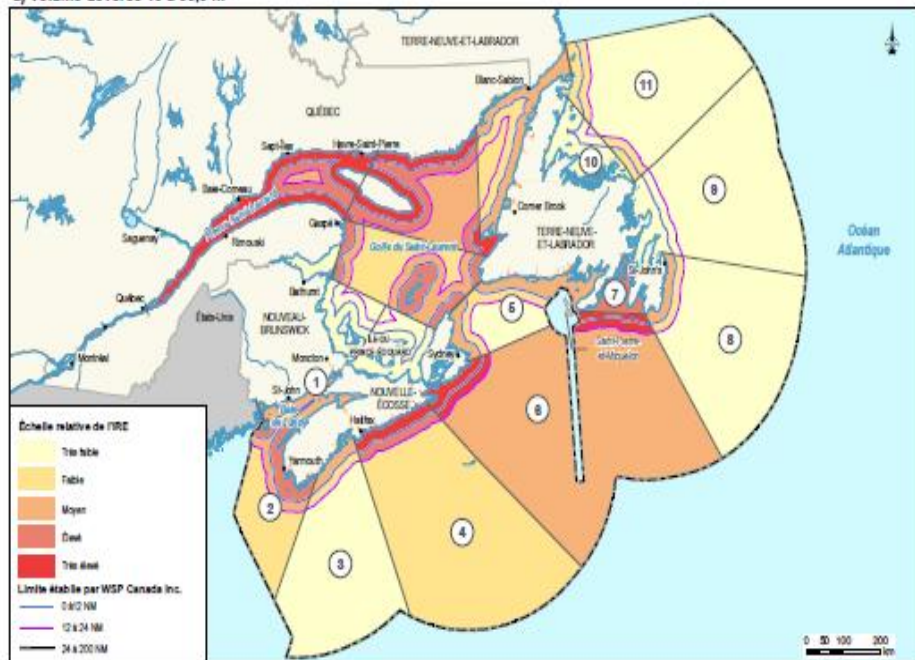 TERRE-NEUVE-ET-LABRADOR
Blanc-Sablon
11
QUÉBEC
Sept-Îles
Havre-Saint-Pierre
10
Baie-Comeau
9
Corner Brook
Gaspé
TERRE-NEUVE-
ET-LABRADOR
Océan
Atlantique
Saguenay
Rimouski
Golfe du Saint-Laurent
St-John's
Bathurst
7
Québec
5
NOUVEAU-
BRUNSWICK
ÎLE-DU-
PRINCE-ÉDOUARD
Saint-Pierre
et-Miquelon
8
États-Unis
Moncton
Sydney
Montréal
1
St-John
NOUVELLE-
ÉCOSSE
6
Halifax
Yarmouth
2
4
3
Échelle relative de l'IRE
Très faible
Faible
Moyen
Élevé
Très élevé
Limite établie par WSP Canada Inc.
0 à 12 NM
12 à 24 NM
24 à 200 NM
0 50 100 200
km